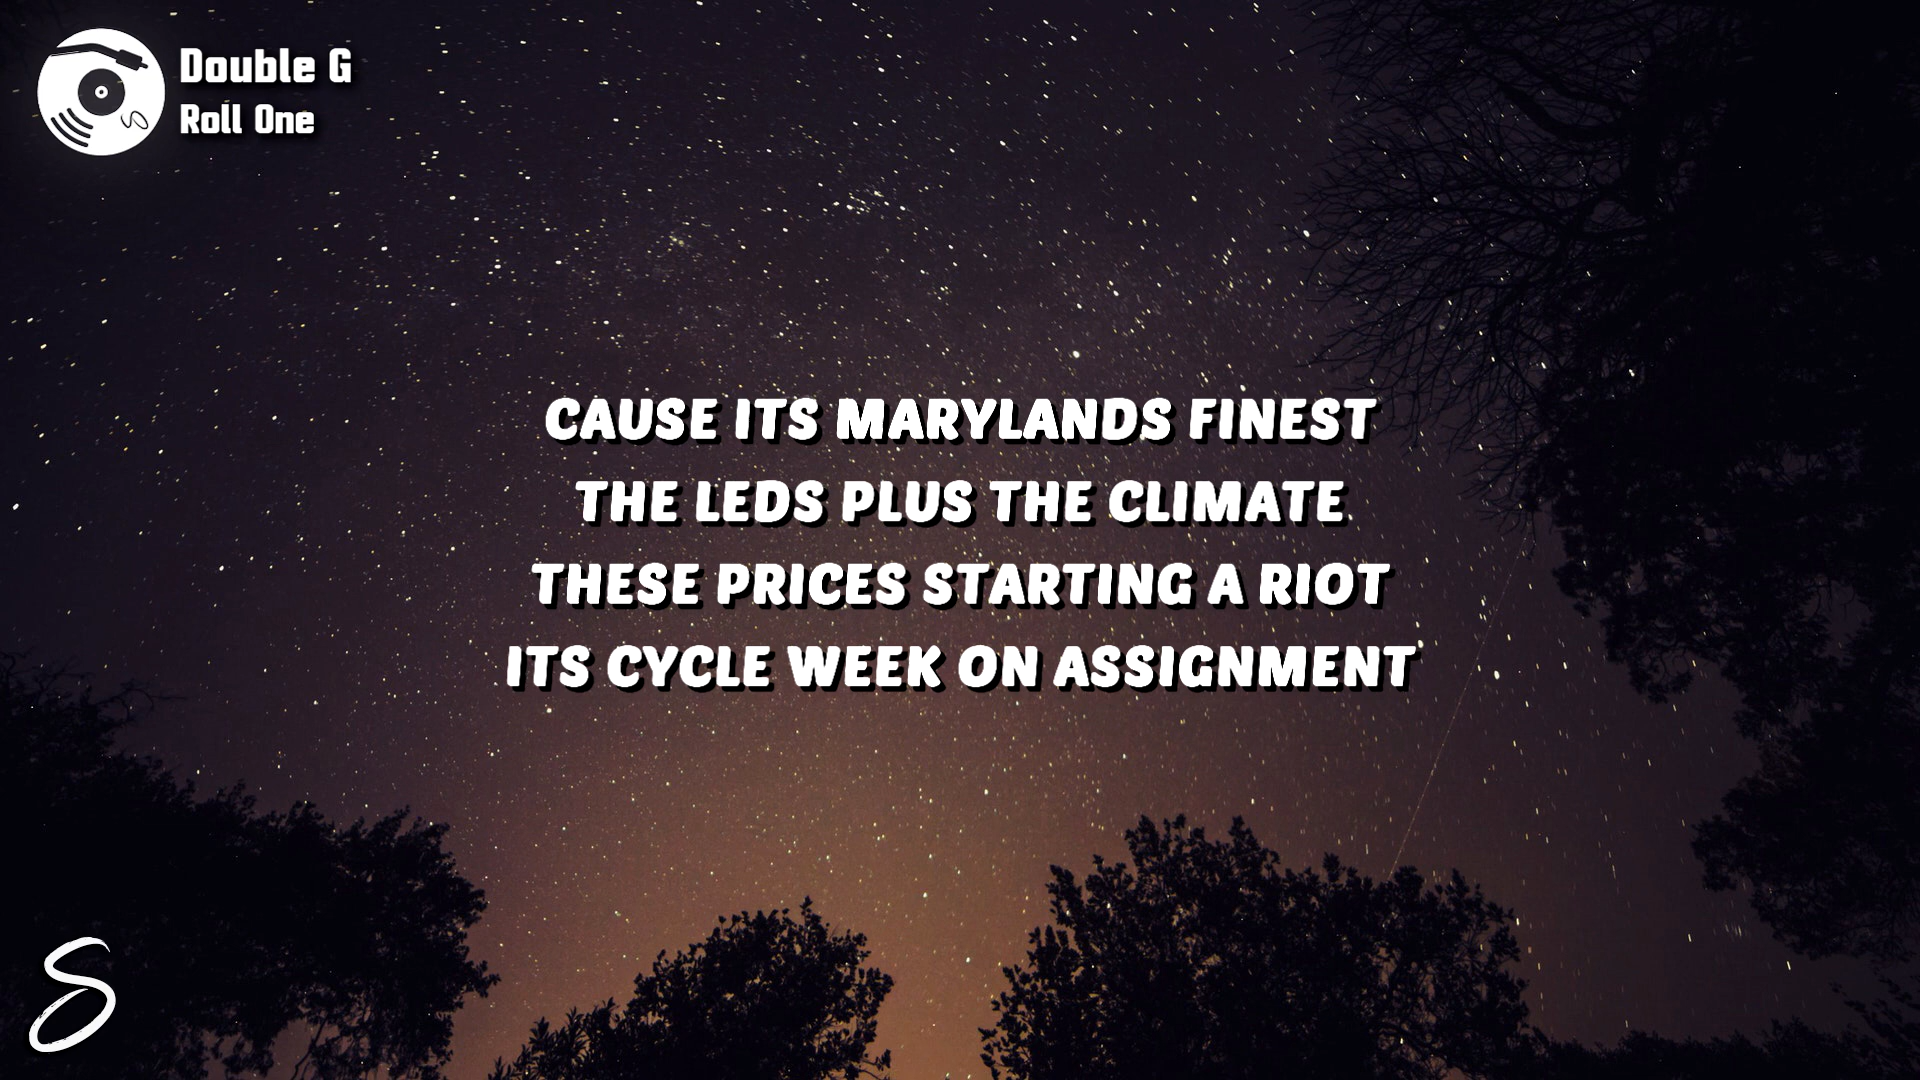 Double G
Roll One
CAUSE ITS MARYLANDS FINEST
THE LEDS PLUS THE CLIMATE
THESE PRICES STARTING A RIOT
ITS CYCLE WEEK ON ASSIGNMENT
S